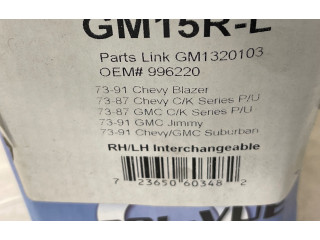 GM15R-L
Parts Link GM1320103
OEM# 996220
73-91 Chevy Blazer
73-87 Chevy C/K Series P/U
73-87 GMC C/K Series P/U
73-91 GMC Jimmy
73-91 Chevy/GMC Suburban
RH/LH Interchangeable
7 23650 60348 2